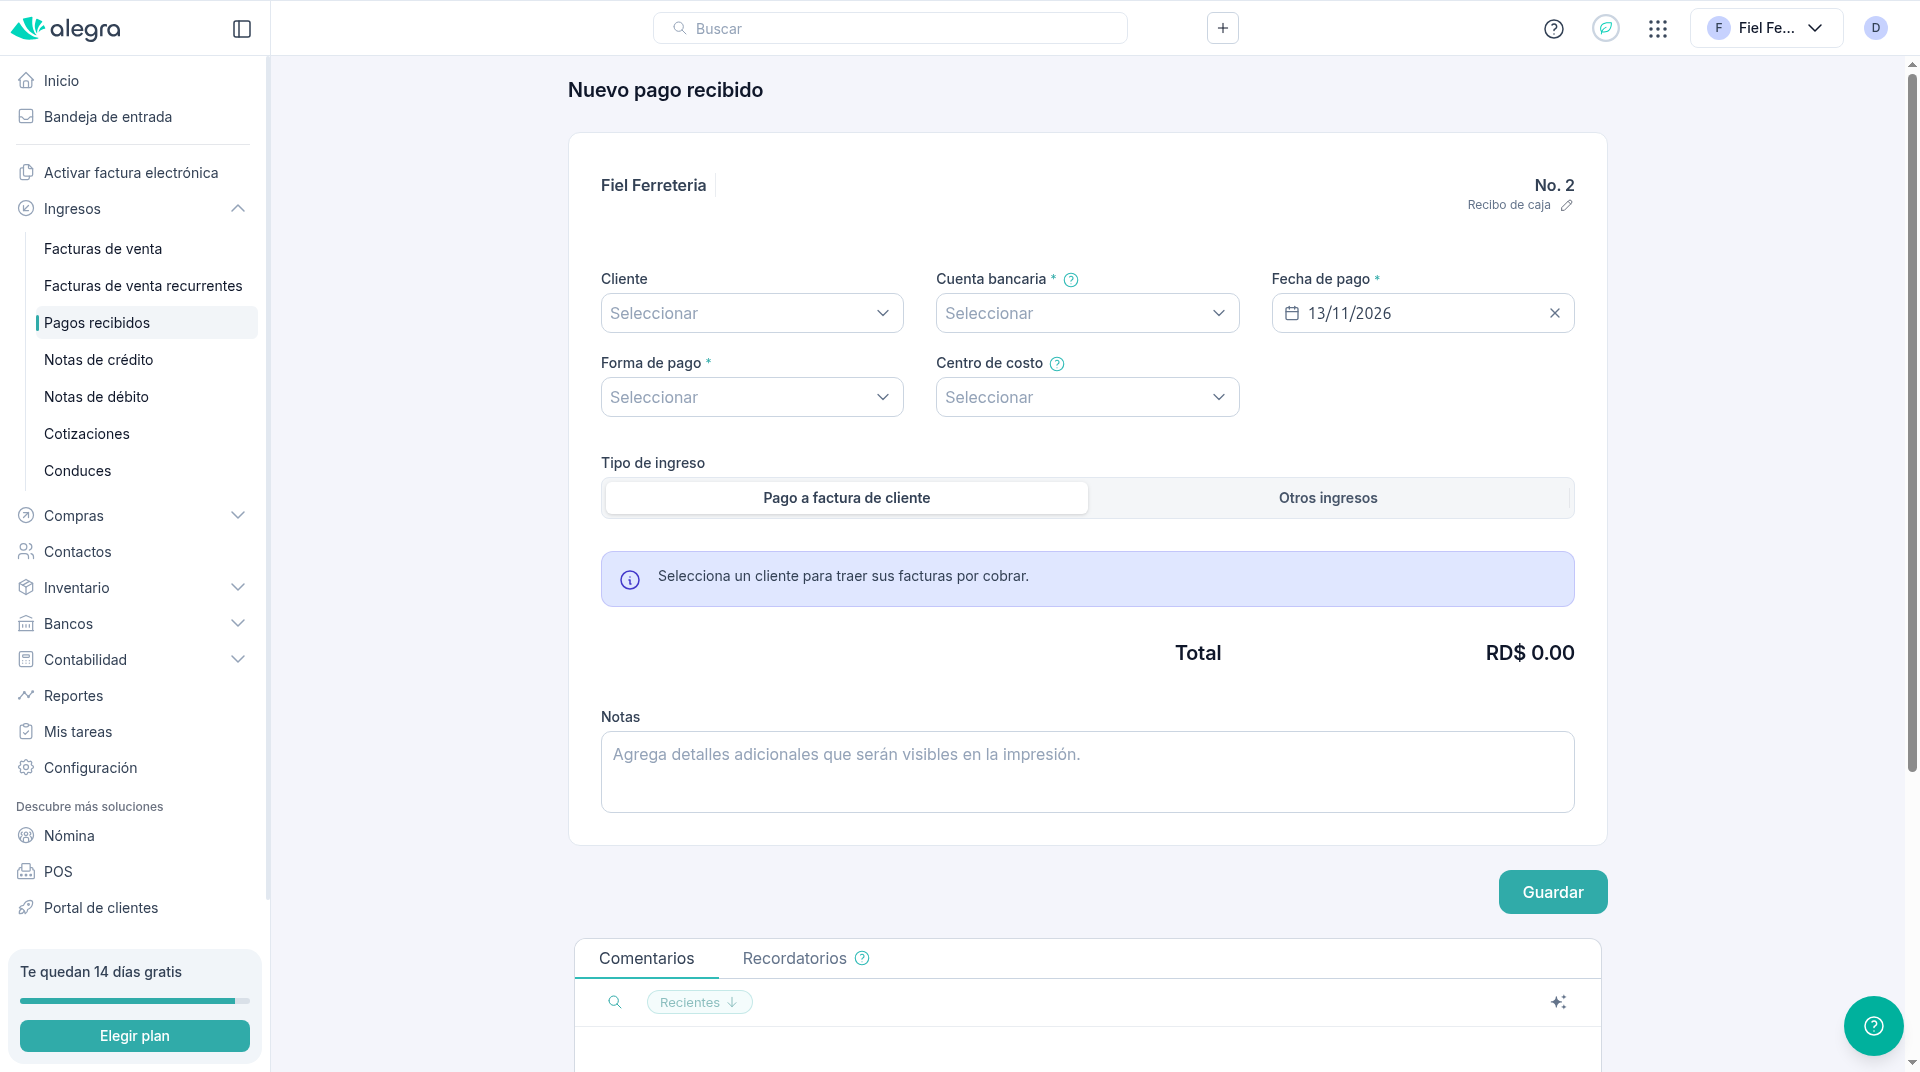 alegra
Buscar
F Fiel Fe... D
Inicio
Bandeja de entrada
Activar factura electrónica
Ingresos
Facturas de venta
Facturas de venta recurrentes
Pagos recibidos
Notas de crédito
Notas de débito
Cotizaciones
Conduces
Compras
Contactos
Inventario
Bancos
Contabilidad
Reportes
Mis tareas
Configuración
Descubre más soluciones
Nómina
POS
Portal de clientes
Te quedan 14 días gratis
Elegir plan
Nuevo pago recibido
Fiel Ferreteria
No. 2
Recibo de caja
Cliente
Seleccionar
Cuenta bancaria *
Seleccionar
Fecha de pago *
13/11/2026
Forma de pago *
Seleccionar
Centro de costo
Seleccionar
Tipo de ingreso
Pago a factura de cliente
Otros ingresos
Selecciona un cliente para traer sus facturas por cobrar.
Total RD$ 0.00
Notas
Agrega detalles adicionales que serán visibles en la impresión.
Guardar
Comentarios
Recordatorios
Recientes